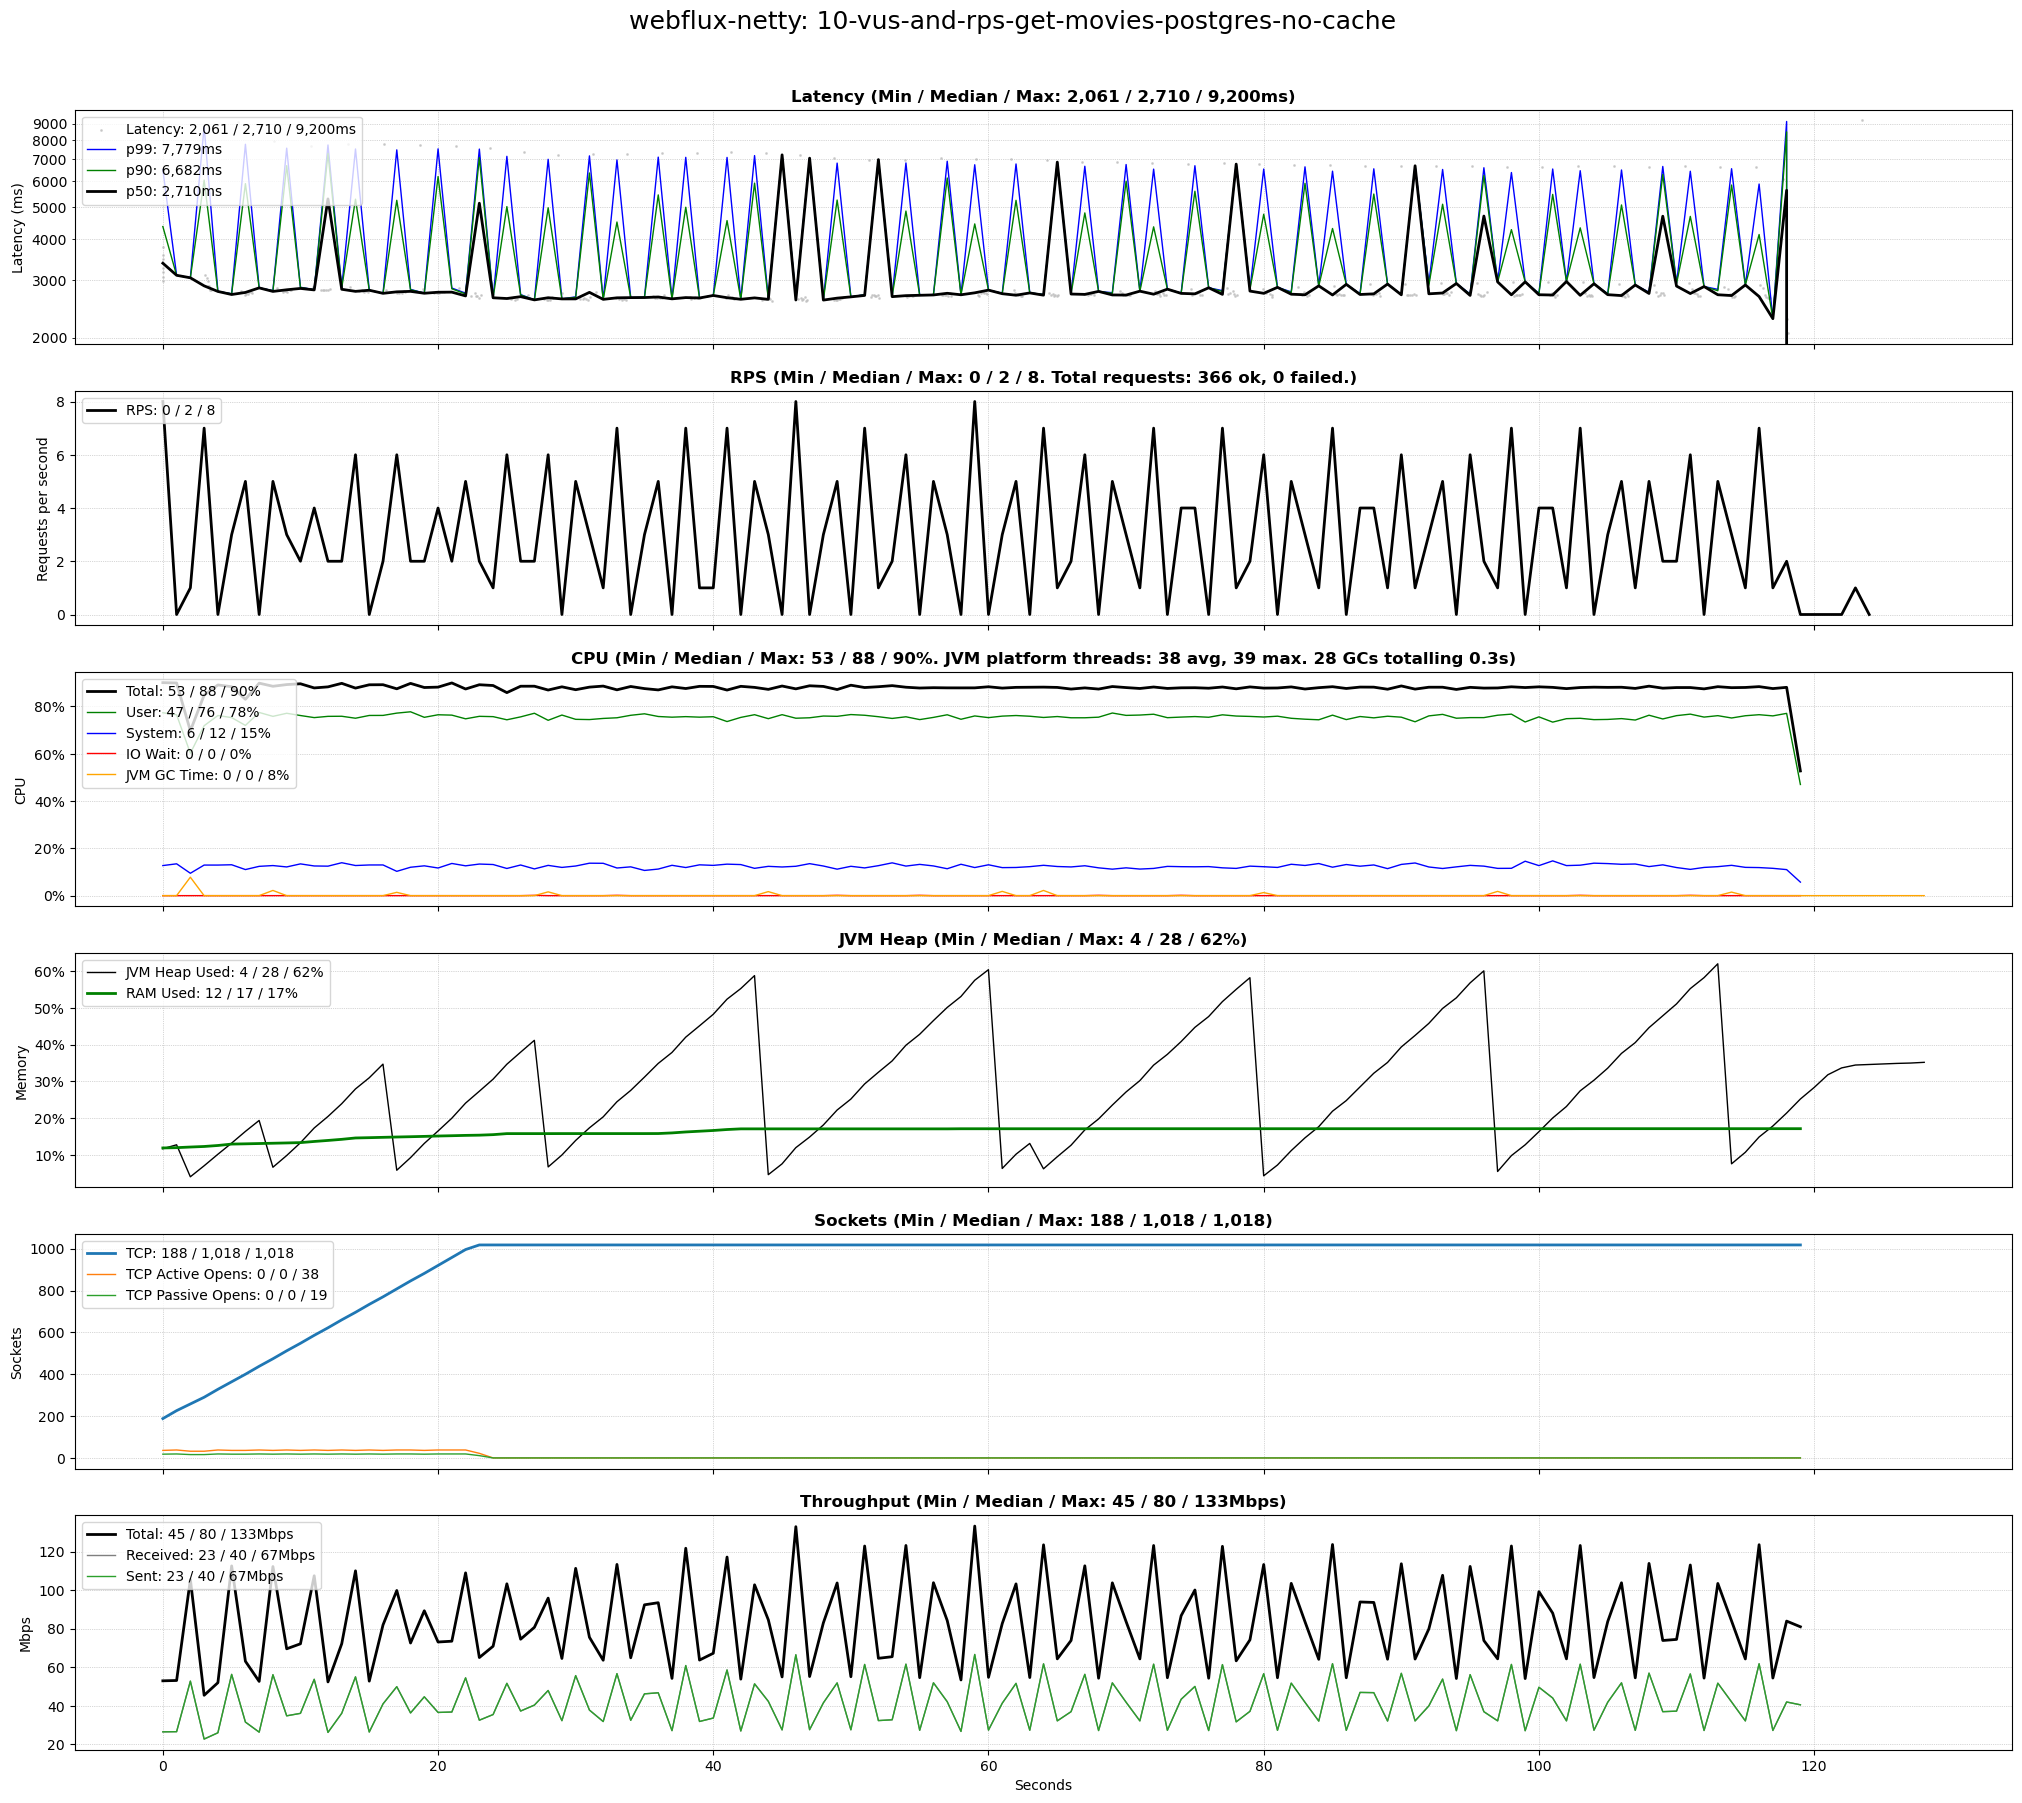 webflux-netty: 10-vus-and-rps-get-movies-postgres-no-cache
Latency (Min / Median / Max: 2,061 / 2,710 / 9,200ms)
Latency (ms)
9000
8000
7000
6000
5000
4000
3000
2000
Latency: 2,061 / 2,710 / 9,200ms
p99: 7,779ms
p90: 6,682ms
p50: 2,710ms
RPS (Min / Median / Max: 0 / 2 / 8. Total requests: 366 ok, 0 failed.)
Requests per second
8
6
4
2
0
RPS: 0 / 2 / 8
CPU (Min / Median / Max: 53 / 88 / 90%. JVM platform threads: 38 avg, 39 max. 28 GCs totalling 0.3s)
CPU
80%
60%
40%
20%
0%
Total: 53 / 88 / 90%
User: 47 / 76 / 78%
System: 6 / 12 / 15%
IO Wait: 0 / 0 / 0%
JVM GC Time: 0 / 0 / 8%
JVM Heap (Min / Median / Max: 4 / 28 / 62%)
Memory
60%
50%
40%
30%
20%
10%
JVM Heap Used: 4 / 28 / 62%
RAM Used: 12 / 17 / 17%
Sockets (Min / Median / Max: 188 / 1,018 / 1,018)
Sockets
1000
800
600
400
200
0
TCP: 188 / 1,018 / 1,018
TCP Active Opens: 0 / 0 / 38
TCP Passive Opens: 0 / 0 / 19
Throughput (Min / Median / Max: 45 / 80 / 133Mbps)
Mbps
120
100
80
60
40
20
Total: 45 / 80 / 133Mbps
Received: 23 / 40 / 67Mbps
Sent: 23 / 40 / 67Mbps
0 20 40 60 80 100 120
Seconds